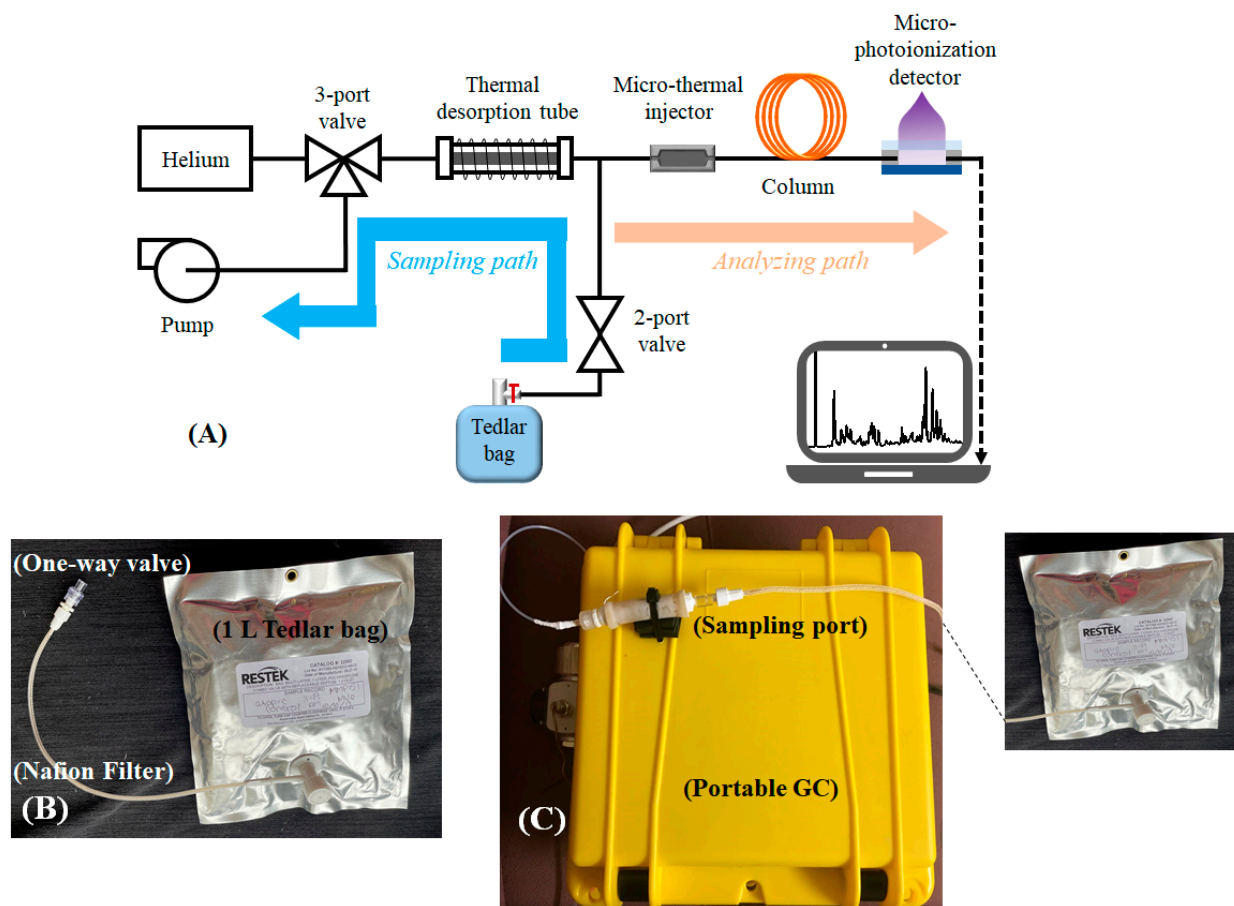 Micro-
photoionization
detector
Thermal
desorption tube
Micro-thermal
injector
3-port
valve
Helium
Column
Sampling path
Analyzing path
Pump
2-port
valve
Tedlar
bag
(A)
(One-way valve)
(1 L Tedlar bag)
RESTEK
(Nafion Filter)
(B)
(Sampling port)
(Portable GC)
(C)
RESTEK